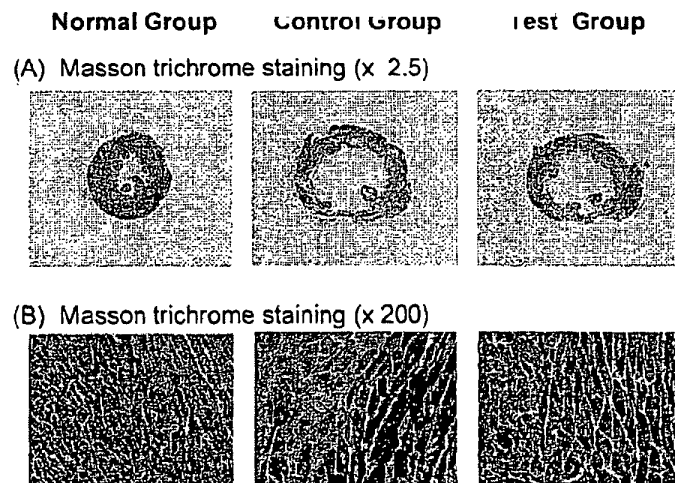 Normal Group Control Group Test Group
(A) Masson trichrome staining (x 2.5)
(B) Masson trichrome staining (x 200)